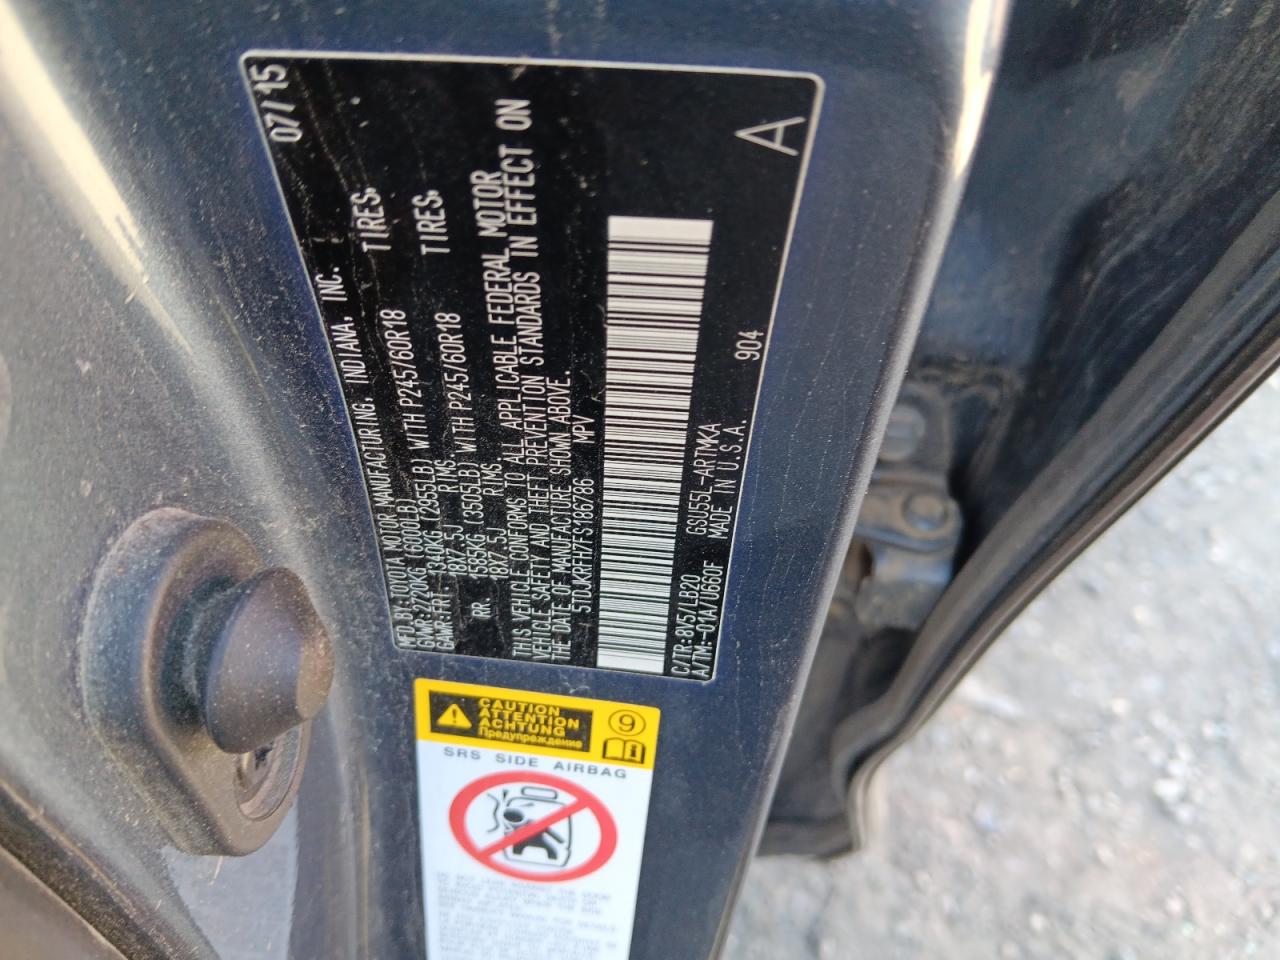 MFD.BY: TOYOTA MOTOR MANUFACTURING, INDIANA, INC. 07/15
GVWR:2720KG (6000LB)
GAWR:FRT. 1340KG (2955LB) WITH P245/60R18 TIRES,
18X7.5J RIMS
RR. 1585KG (3505LB) WITH P245/60R18 TIRES,
18X7.5J RIMS
THIS VEHICLE CONFORMS TO ALL APPLICABLE FEDERAL MOTOR
VEHICLE SAFETY AND THEFT PREVENTION STANDARDS IN EFFECT ON
THE DATE OF MANUFACTURE SHOWN ABOVE.
5TDJKRFH7FS186786 MPV
A
C/TR:8V5/LB20 GSU55L-ARTMKA 904
A/TM:-01A/U660F MADE IN U.S.A.
CAUTION
ATTENTION
ACHTUNG
Предупреждение
9
SRS SIDE AIRBAG